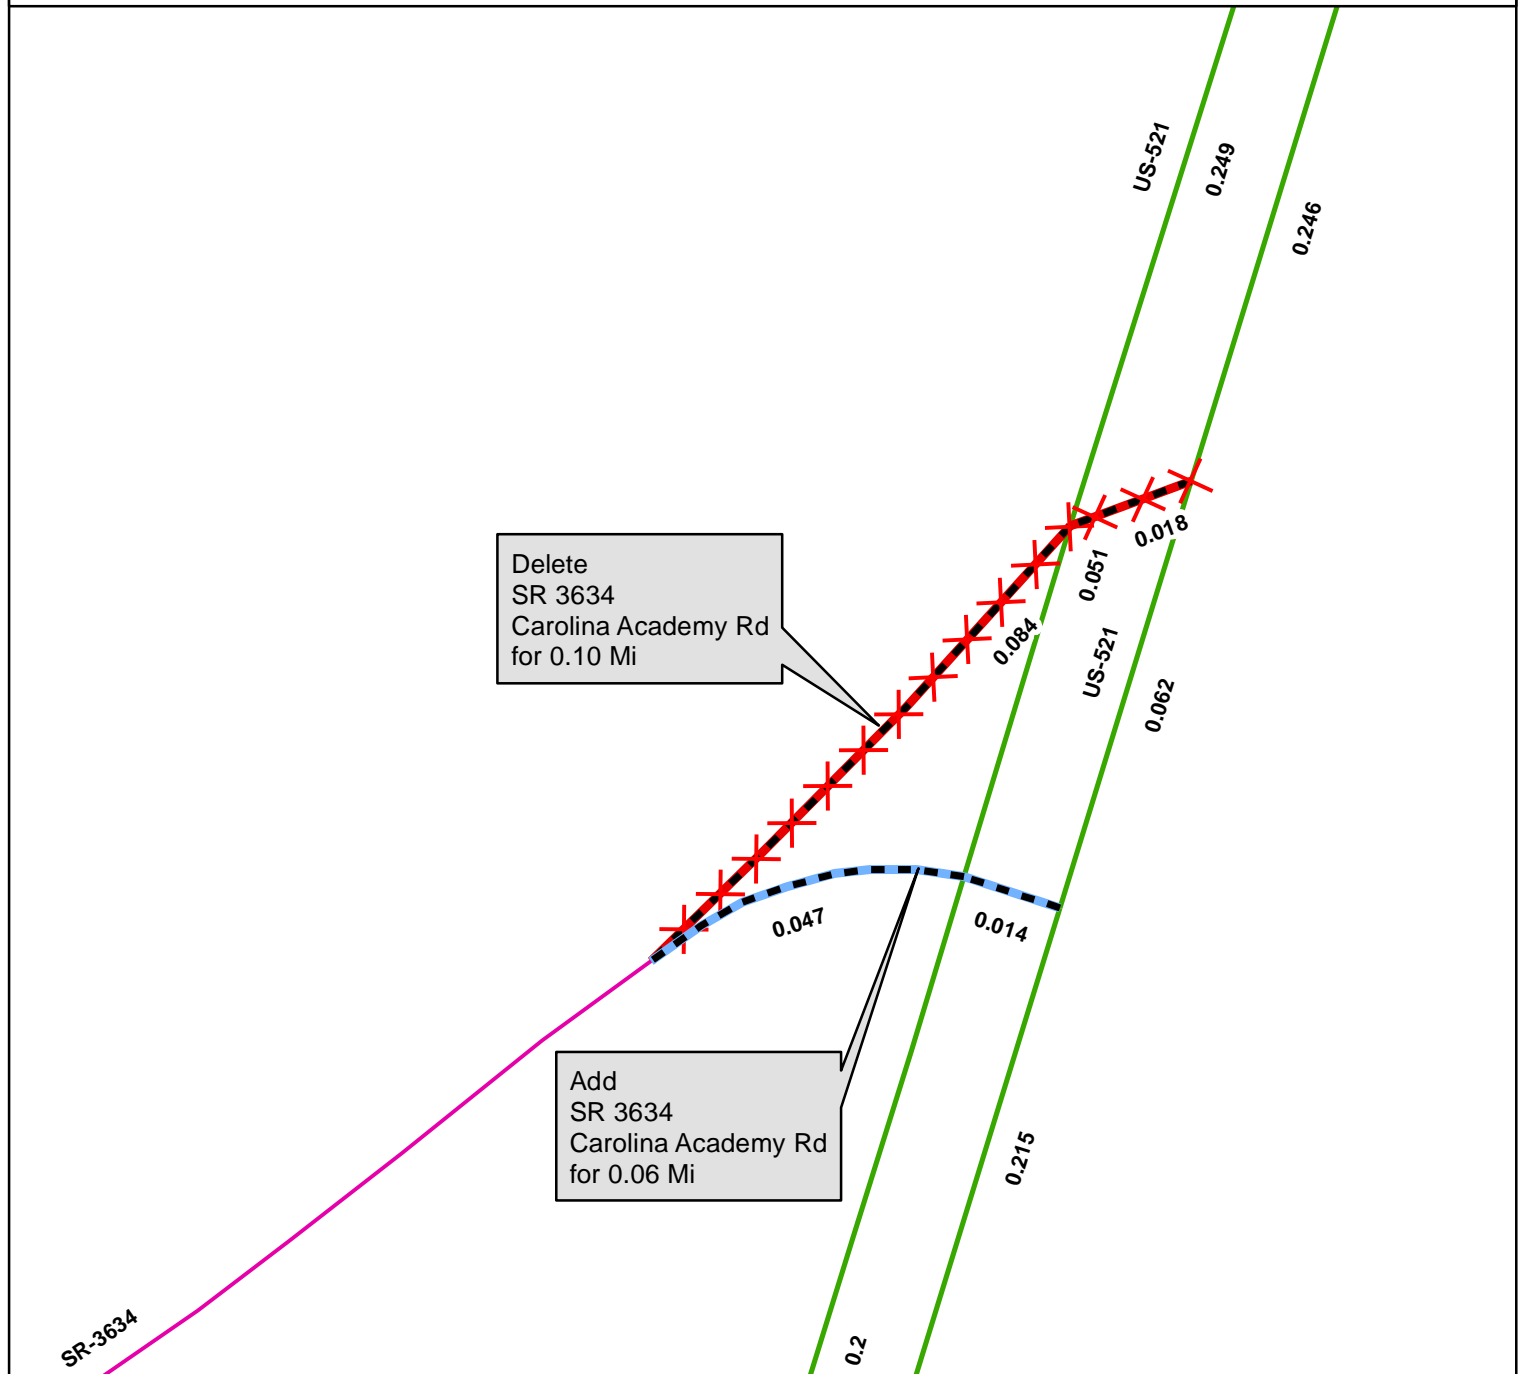 US-521
0.249
0.246
0.018
Delete
SR 3634
Carolina Academy Rd
for 0.10 Mi
0.051
0.084
US-521
0.062
0.047
0.014
Add
SR 3634
Carolina Academy Rd
for 0.06 Mi
0.215
SR-3634
0.2